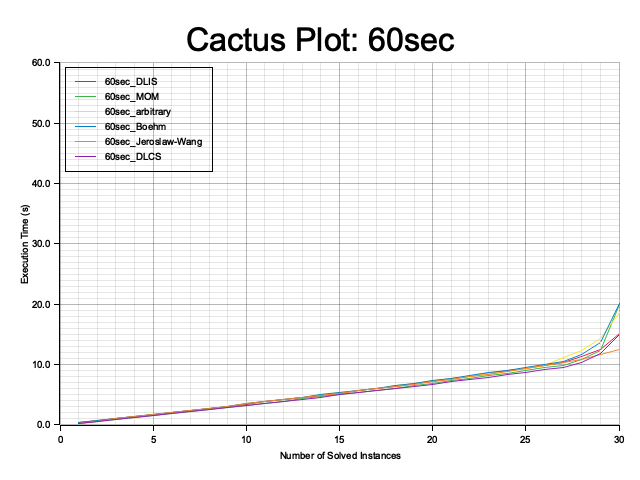 Cactus Plot: 60sec
60.0
50.0
40.0
30.0
20.0
10.0
0.0
Execution Time (s)
60sec_DLIS
60sec_MOM
60sec_arbitrary
60sec_Boehm
60sec_Jeroslaw-Wang
60sec_DLCS
0 5 10 15 20 25 30
Number of Solved Instances